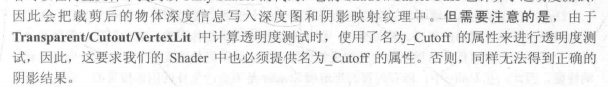 因此会把裁剪后的物体深度信息写入深度图和阴影映射纹理中。但需要注意的是，由于
Transparent/Cutout/VertexLit 中计算透明度测试时，使用了名为_Cutoff 的属性来进行透明度测
试，因此，这要求我们的 Shader 中也必须提供名为_Cutoff 的属性。否则，同样无法得到正确的
阴影结果。